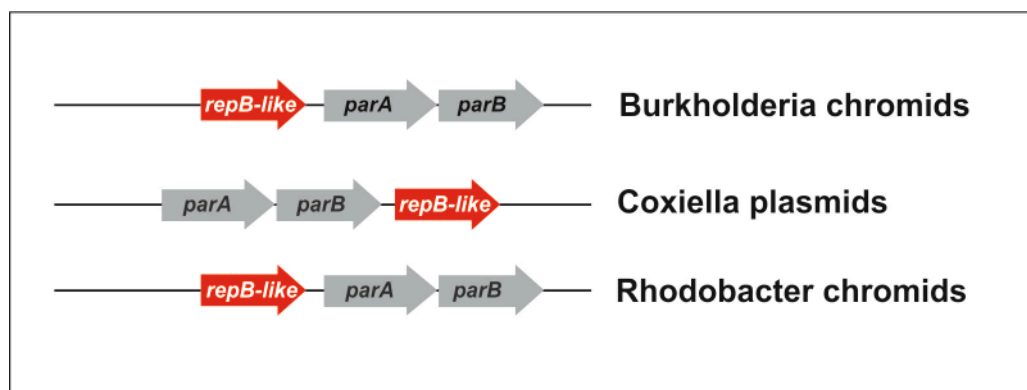 repB-like parA parB Burkholderia chromids
parA parB repB-like Coxiella plasmids
repB-like parA parB Rhodobacter chromids